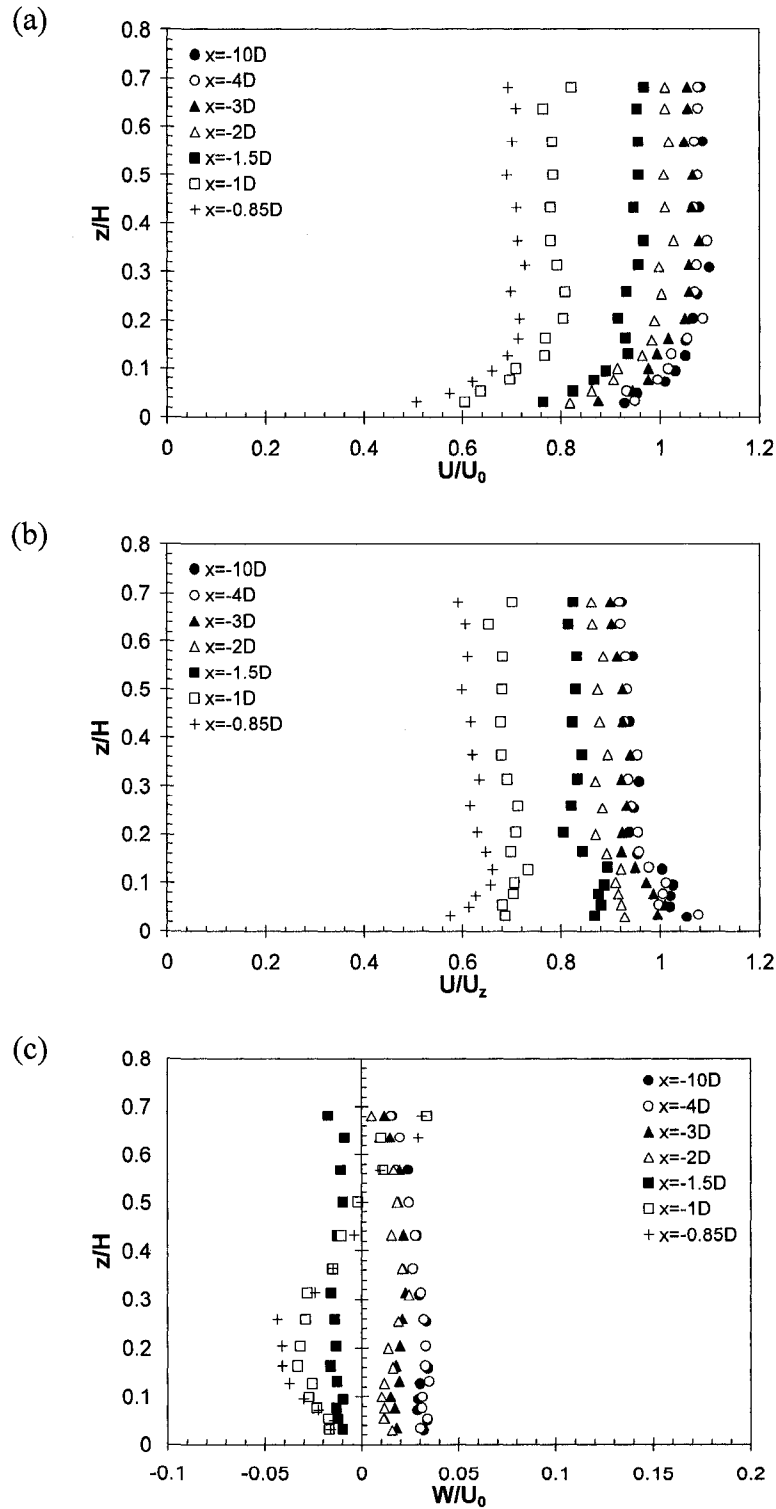 (a)
0.8
0.7
0.6
0.5
0.4
0.3
0.2
0.1
0
z/H
x=-10D
x=-4D
x=-3D
x=-2D
x=-1.5D
x=-1D
x=-0.85D
0 0.2 0.4 0.6 0.8 1 1.2
U/U₀
(b)
0.8
0.7
0.6
0.5
0.4
0.3
0.2
0.1
0
z/H
x=-10D
x=-4D
x=-3D
x=-2D
x=-1.5D
x=-1D
x=-0.85D
0 0.2 0.4 0.6 0.8 1 1.2
U/U_z
(c)
0.8
0.7
0.6
0.5
0.4
0.3
0.2
0.1
0
z/H
x=-10D
x=-4D
x=-3D
x=-2D
x=-1.5D
x=-1D
x=-0.85D
-0.1 -0.05 0 0.05 0.1 0.15 0.2
W/U₀